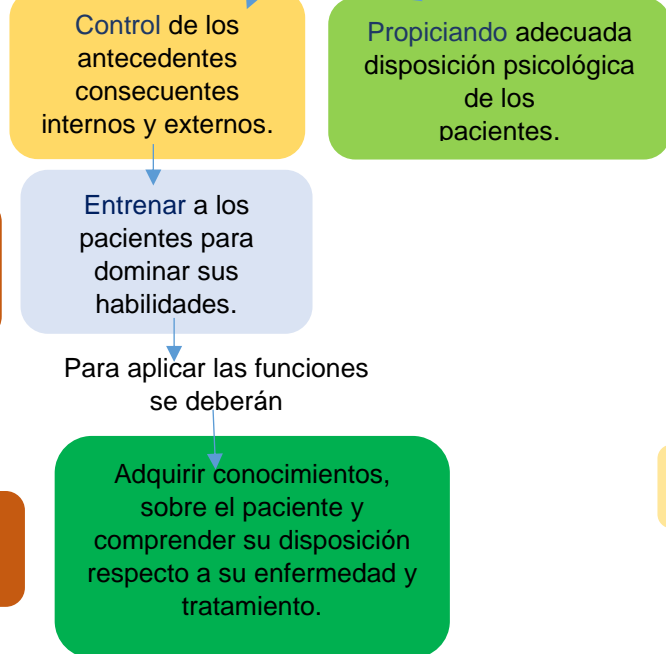 Control de los
antecedentes
consecuentes
internos y externos.
Propiciando adecuada
disposición psicológica
de los
pacientes.
Entrenar a los
pacientes para
dominar sus
habilidades.
Para aplicar las funciones
se deberán
Adquirir conocimientos,
sobre el paciente y
comprender su disposición
respecto a su enfermedad y
tratamiento.